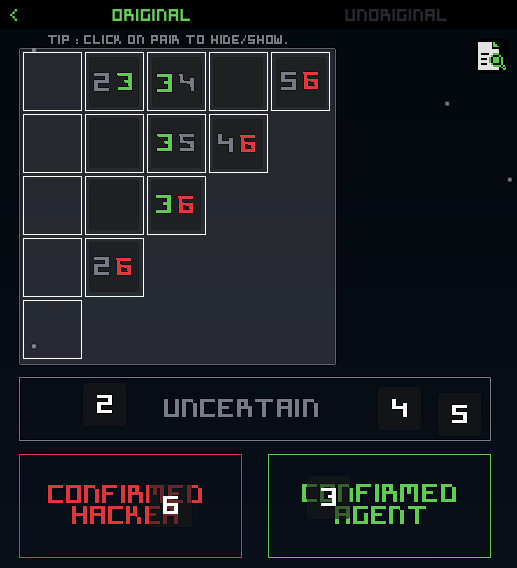 < ORIGINAL UNORIGINAL
TIP : CLICK ON PAIR TO HIDE/SHOW.
23 34 56
35 46
36
26
2 UNCERTAIN 4 5
CONFIRMED CONFIRMED
HACKER 6 3 AGENT